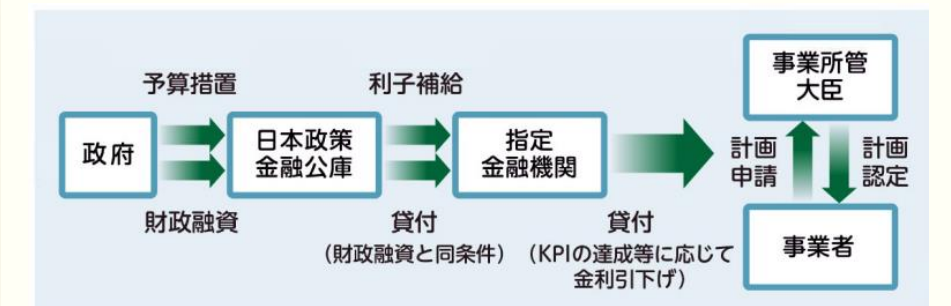 予算措置
利子補給
政府
日本政策
金融公庫
指定
金融機関
財政融資
貸付
(財政融資と同条件)
貸付
(KPIの達成等に応じて
金利引下げ)
事業所管
大臣
計画
申請
計画
認定
事業者